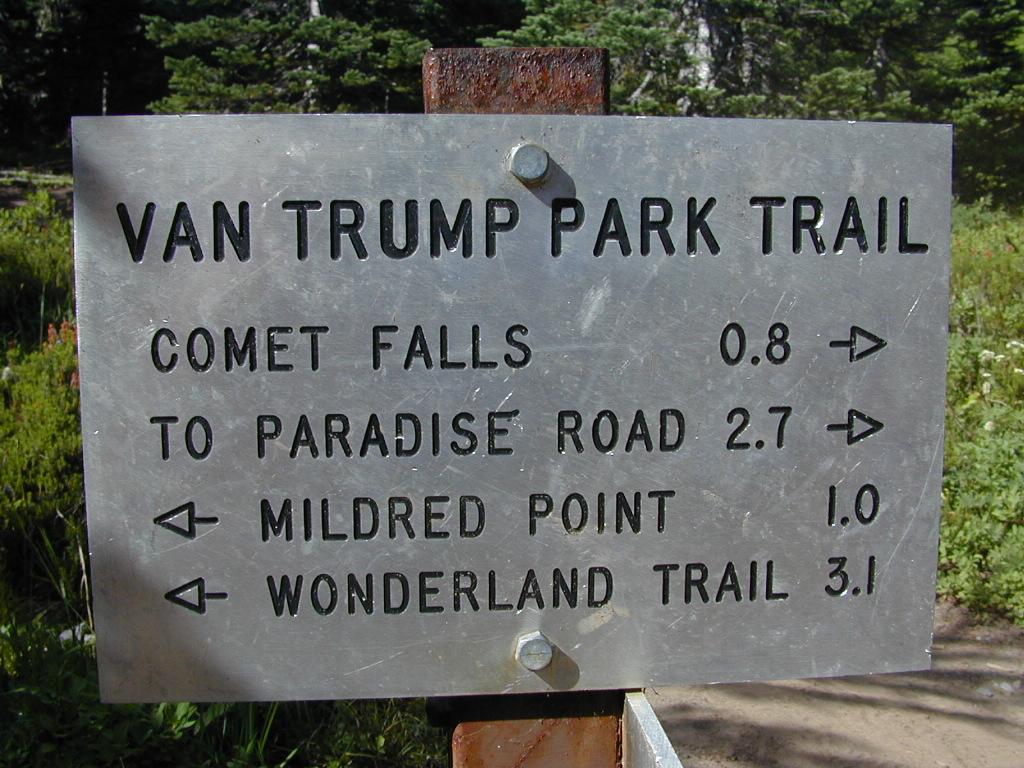 VAN TRUMP PARK TRAIL
COMET FALLS 0.8 →
TO PARADISE ROAD 2.7 →
← MILDRED POINT 1.0
← WONDERLAND TRAIL 3.1